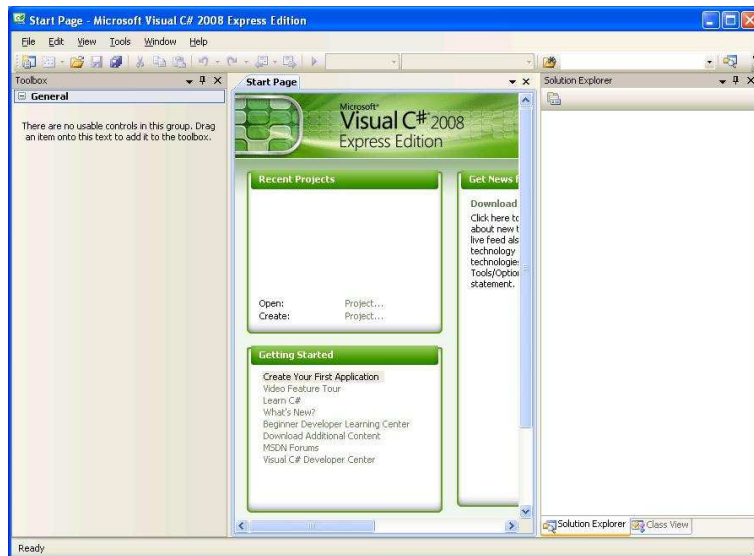 Start Page - Microsoft Visual C# 2008 Express Edition
File Edit View Tools Window Help
Toolbox
General
There are no usable controls in this group. Drag
an item onto this text to add it to the toolbox.
Start Page
Microsoft
Visual C# 2008
Express Edition
Recent Projects
Open: Project...
Create: Project...
Getting Started
Create Your First Application
Video Feature Tour
Learn C#
What's New?
Beginner Developer Learning Center
Download Additional Content
MSDN Forums
Visual C# Developer Center
Get News
Download
Click here to
about new
live feed als
technology
technologies
Tools/Option
statement.
Solution Explorer
Solution Explorer Class View
Ready